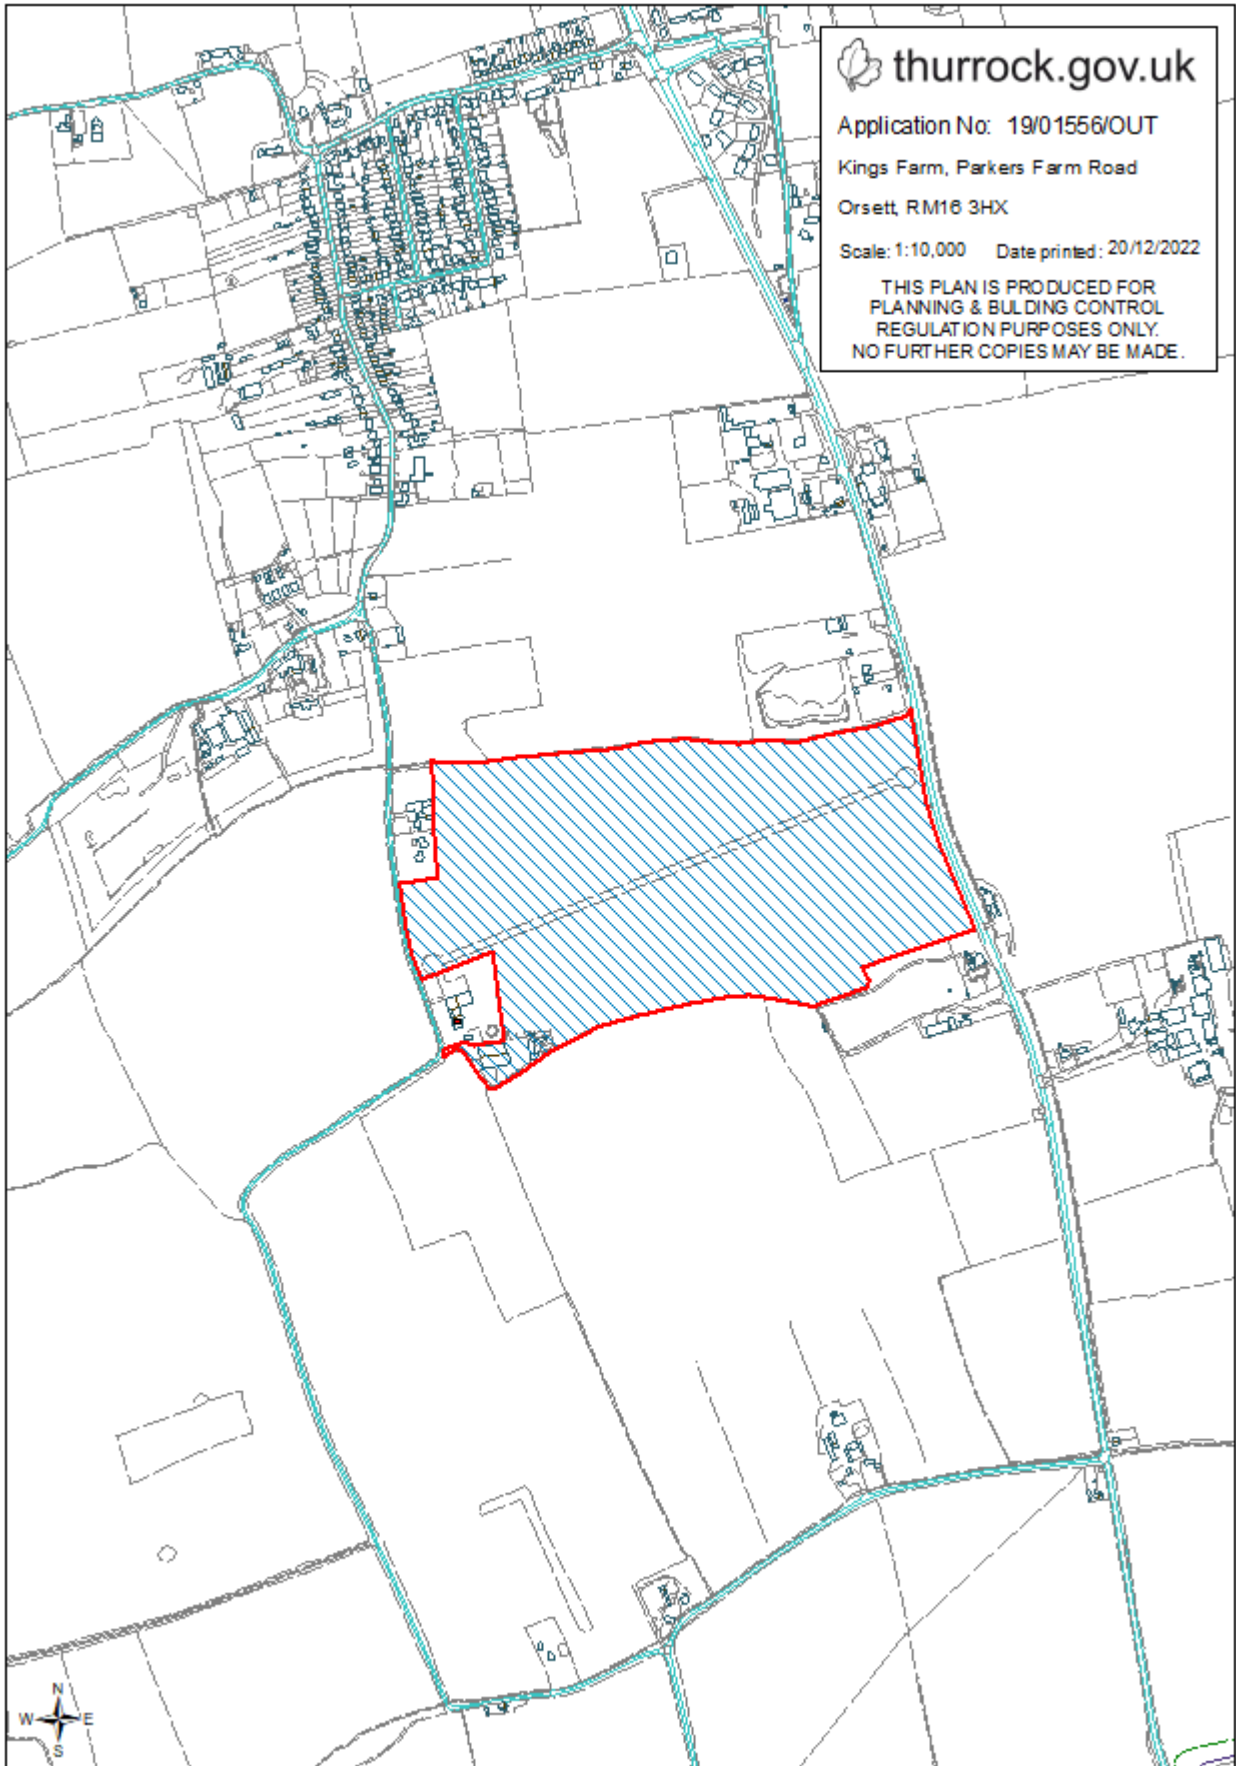 thurrock.gov.uk
Application No: 19/01556/OUT
Kings Farm, Parkers Farm Road
Orsett, RM16 3HX
Scale: 1:10,000 Date printed: 20/12/2022
THIS PLAN IS PRODUCED FOR
PLANNING & BULDING CONTROL
REGULATION PURPOSES ONLY.
NO FURTHER COPIES MAY BE MADE.
N
W E
S